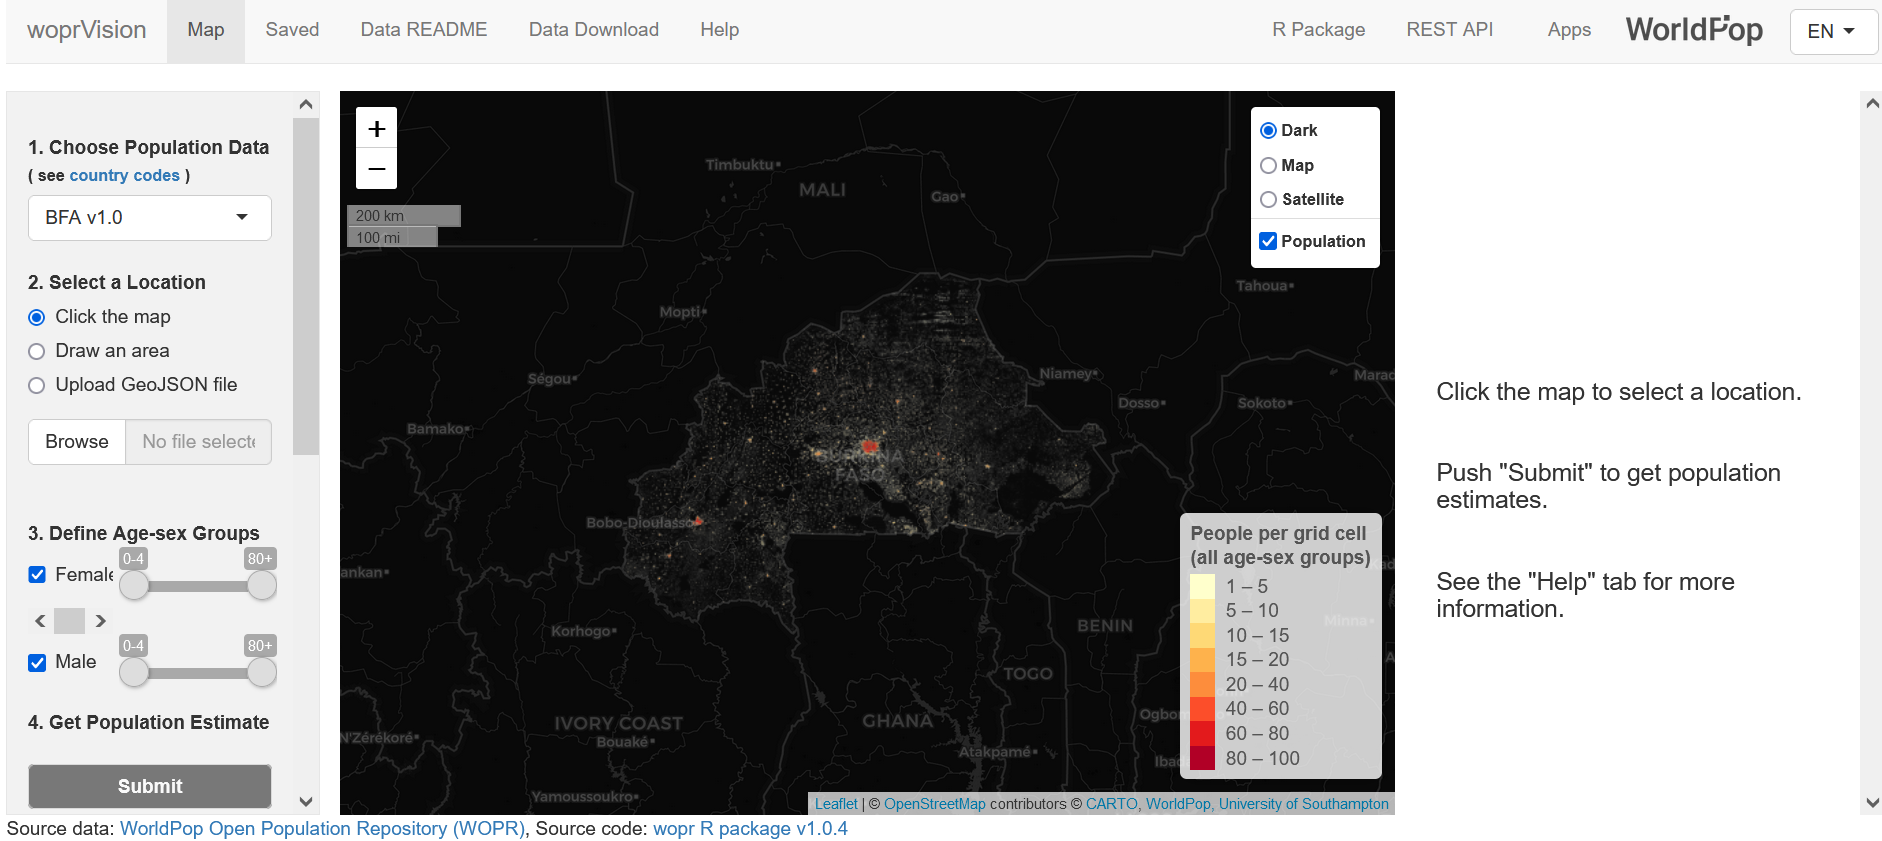 woprVision
Map
Saved
Data README
Data Download
Help
R Package
REST API
Apps
WorldPop
EN
1. Choose Population Data
( see country codes )
BFA v1.0
2. Select a Location
Click the map
Draw an area
Upload GeoJSON file
Browse
No file selecte
3. Define Age-sex Groups
0-4
80+
Female
0-4
80+
Male
4. Get Population Estimate
Submit
+
−
200 km
100 mi
Timbuktu
MALI
Gao
Tahoua
Mopti
Ségou
Niamey
Marad
Dosso
Sokoto
Bamako
BURKINA
FASO
Bobo-Dioulasso
ankan
Korhogo
BENIN
Minna
TOGO
IVORY COAST
Bouaké
GHANA
N'Zérékoré
Atakpamé
Yamoussoukro
Dark
Map
Satellite
Population
People per grid cell
(all age-sex groups)
1 – 5
5 – 10
10 – 15
15 – 20
20 – 40
40 – 60
60 – 80
80 – 100
Leaflet | © OpenStreetMap contributors © CARTO, WorldPop, University of Southampton
Click the map to select a location.
Push "Submit" to get population
estimates.
See the "Help" tab for more
information.
Source data: WorldPop Open Population Repository (WOPR), Source code: wopr R package v1.0.4